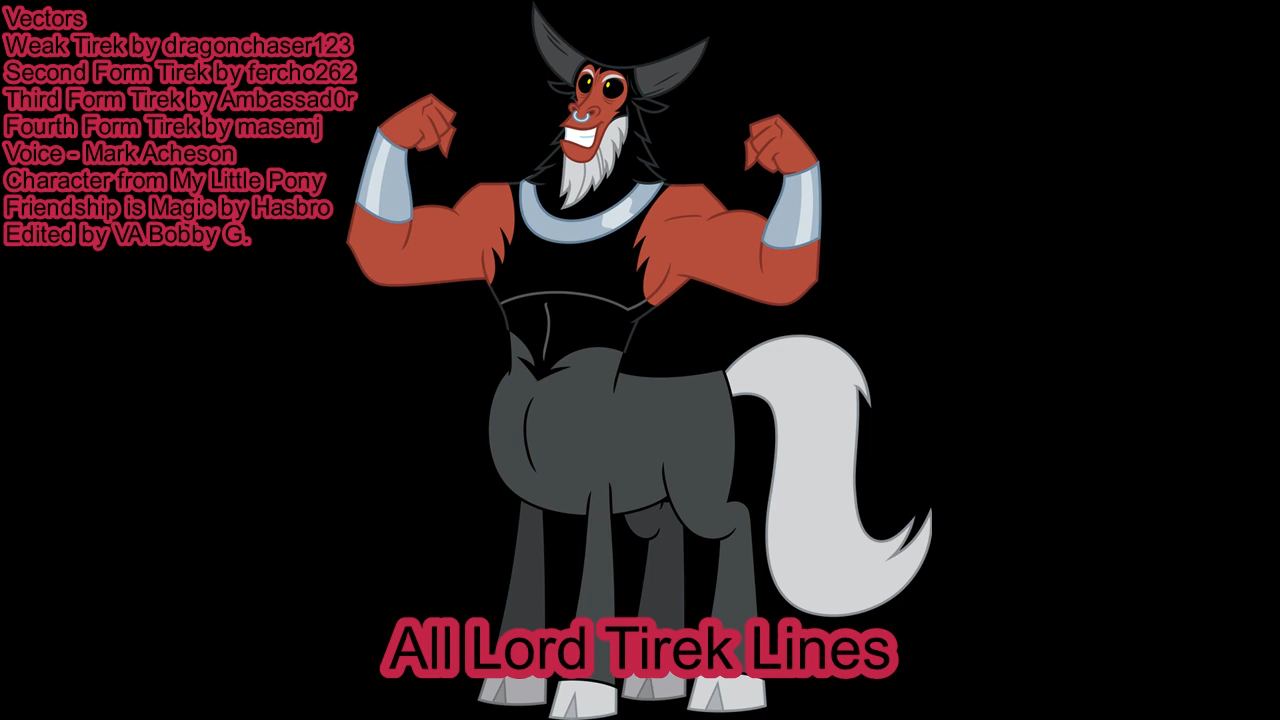 Vectors
Weak Tirek by dragonchaser123
Second Form Tirek by fercho262
Third Form Tirek by Ambassad0r
Fourth Form Tirek by masemj
Voice - Mark Acheson
Character from My Little Pony
Friendship is Magic by Hasbro
Edited by VA Bobby G.
All Lord Tirek Lines